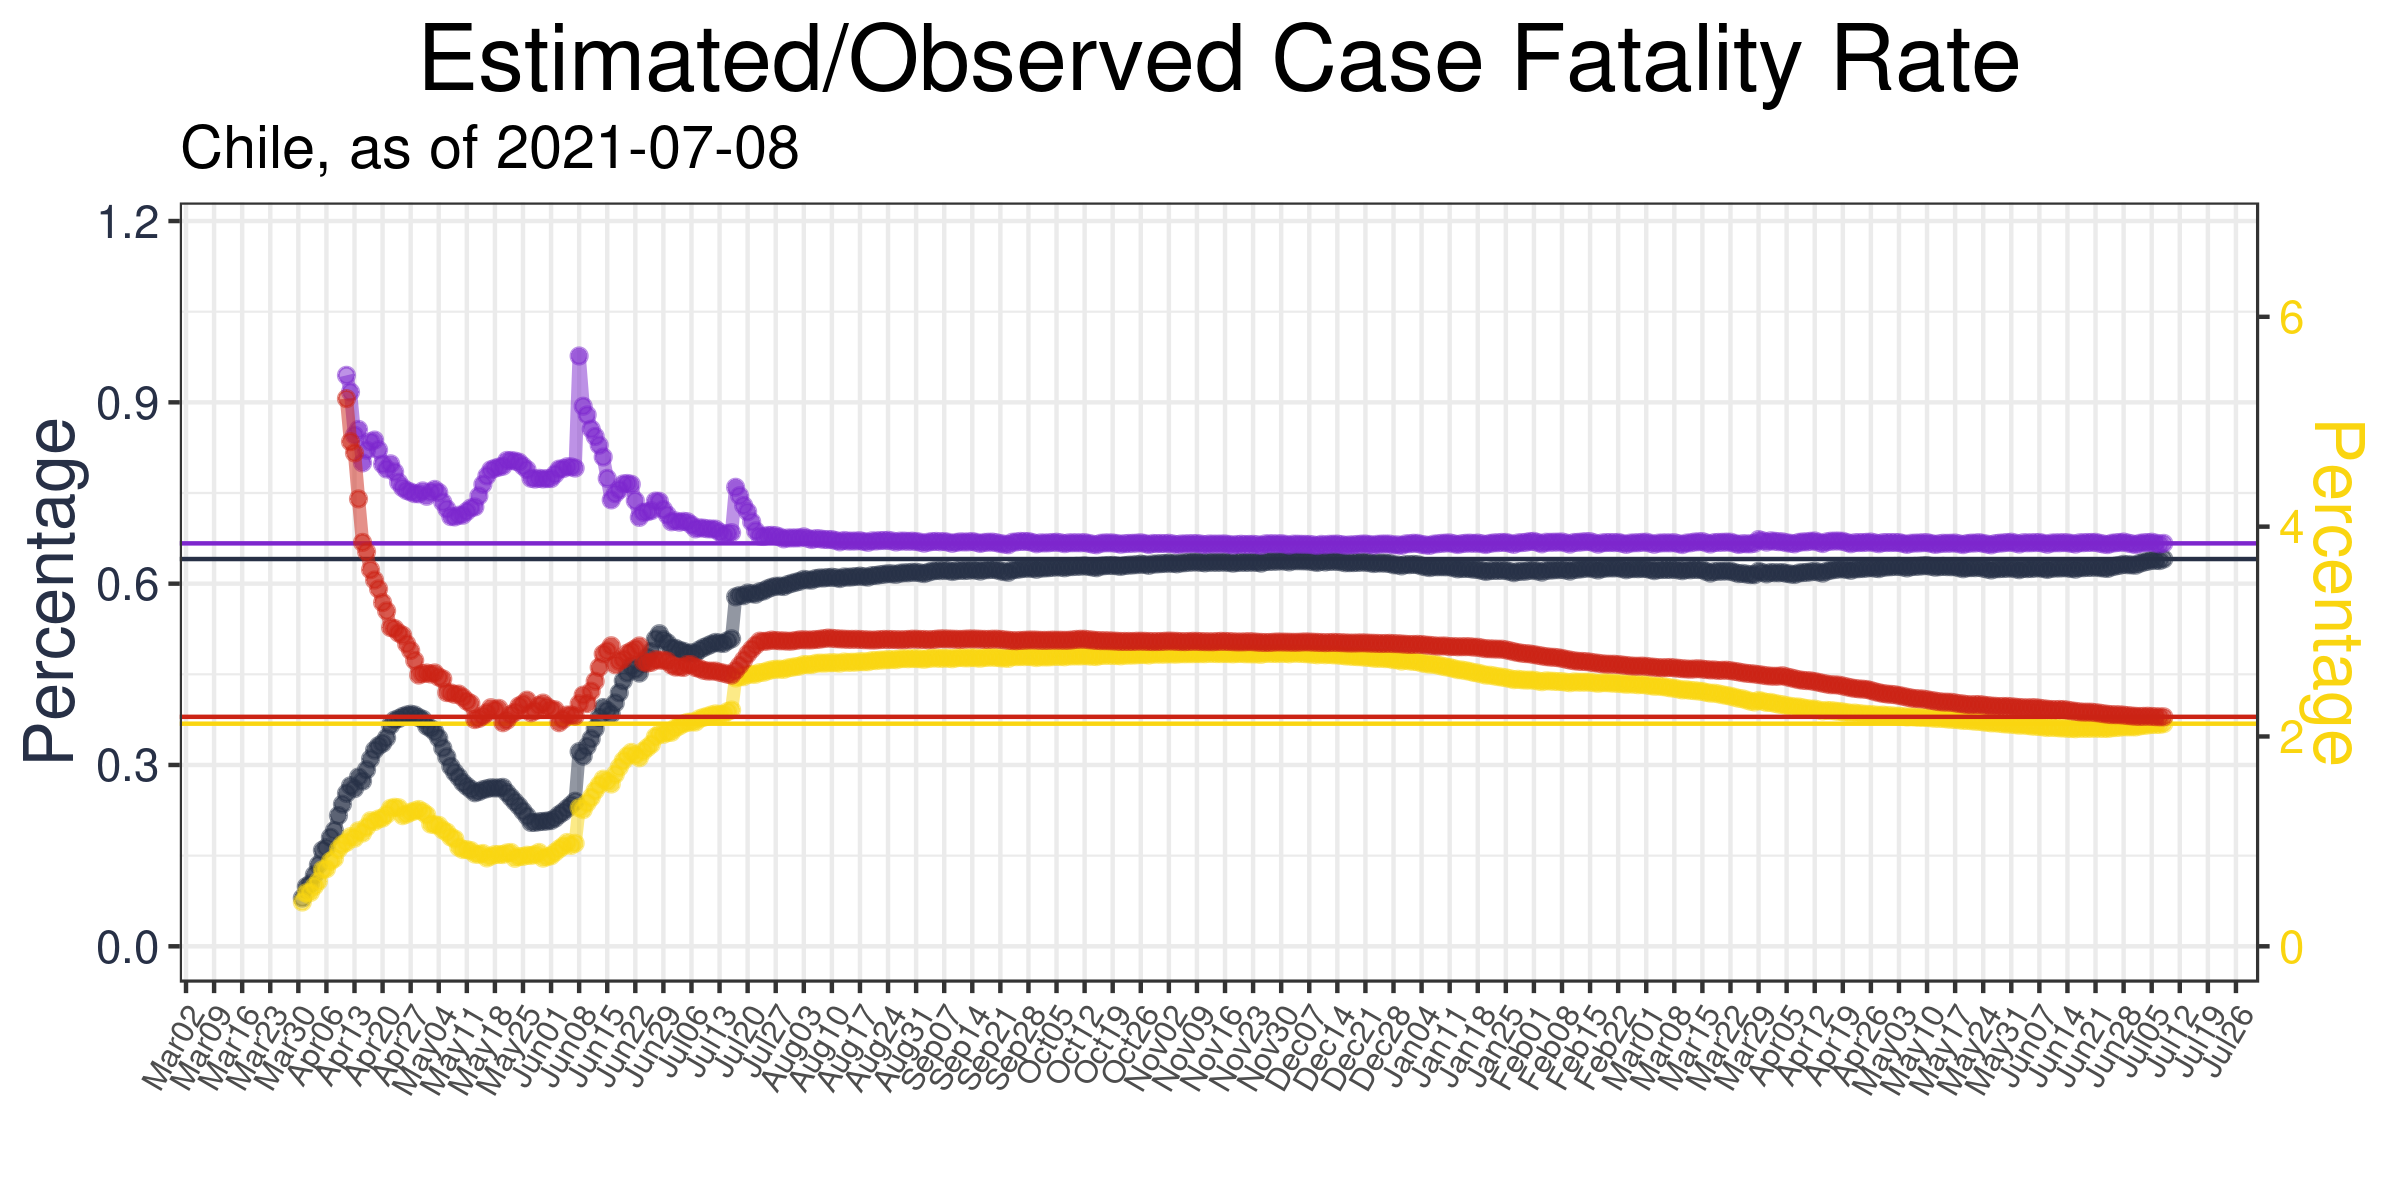 Estimated/Observed Case Fatality Rate
Chile, as of 2021-07-08
Percentage
1.2
0.9
0.6
0.3
0.0
6
4
2
0
Percentage
Mar02 Mar09 Mar16 Mar23 Mar30 Apr06 Apr13 Apr20 Apr27 May04 May11 May18 May25 Jun01 Jun08 Jun15 Jun22 Jun29 Jul06 Jul13 Jul20 Jul27 Aug03 Aug10 Aug17 Aug24 Aug31 Sep07 Sep14 Sep21 Sep28 Oct05 Oct12 Oct19 Oct26 Nov02 Nov09 Nov16 Nov23 Nov30 Dec07 Dec14 Dec21 Dec28 Jan04 Jan11 Jan18 Jan25 Feb01 Feb08 Feb15 Feb22 Mar01 Mar08 Mar15 Mar22 Mar29 Apr05 Apr12 Apr19 Apr26 May03 May10 May17 May24 May31 Jun07 Jun14 Jun21 Jun28 Jul05 Jul12 Jul19 Jul26